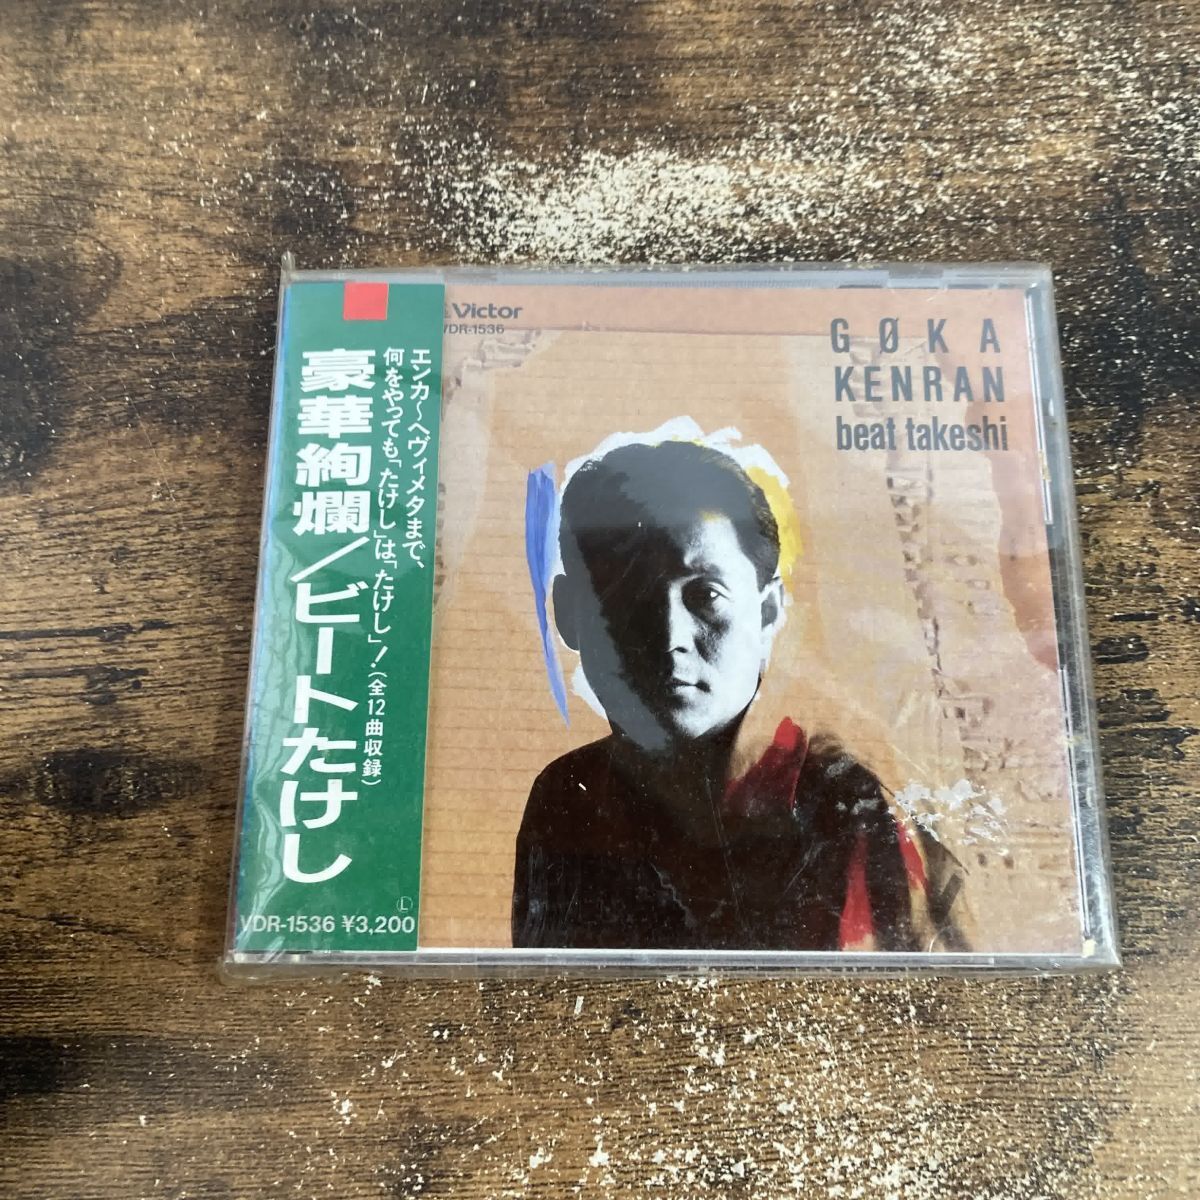 エンカ〜ヘヴィメタまで、
何をやっても「たけし」は「たけし」!(全12曲収録)
豪華絢爛/ビートたけし
Ⓛ
VDR-1536 ¥3,200
Victor
VDR-1536
GØKA
KENRAN
beat takeshi